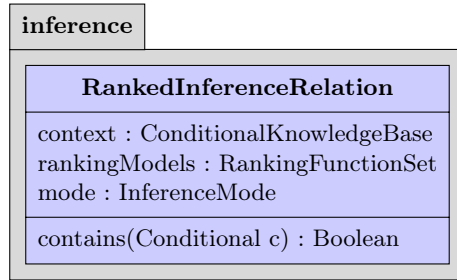 inference
RankedInferenceRelation
context : ConditionalKnowledgeBase
rankingModels : RankingFunctionSet
mode : InferenceMode
contains(Conditional c) : Boolean